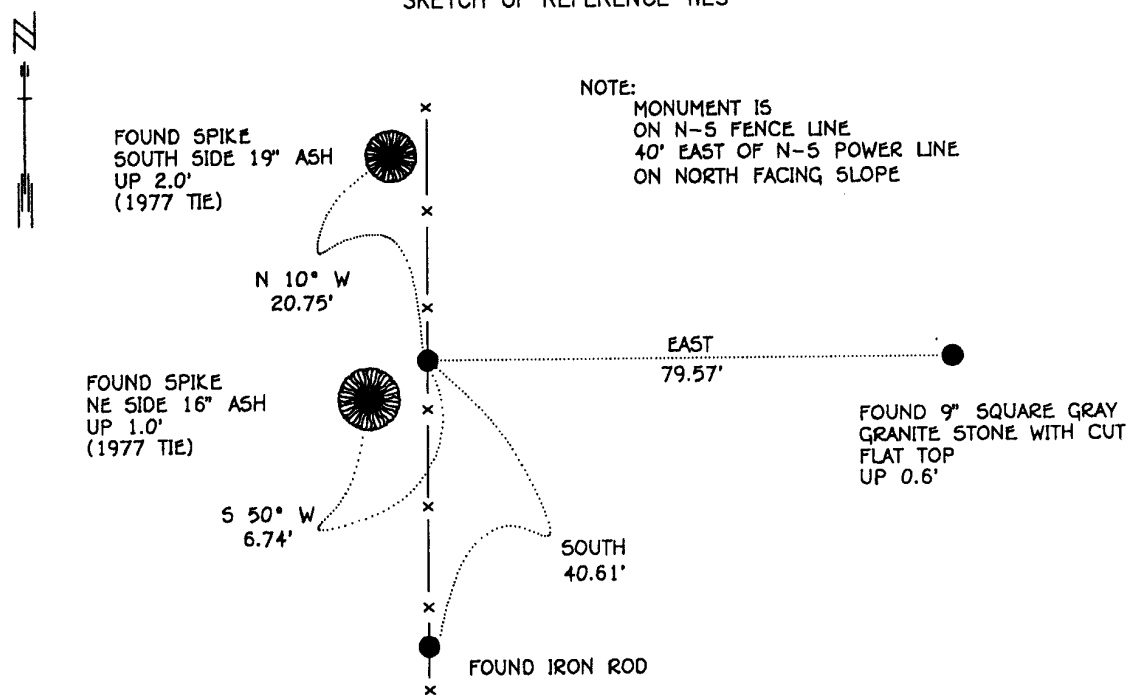 SKETCH OF REFERENCE TIES
N
NOTE:
MONUMENT IS
ON N-S FENCE LINE
40' EAST OF N-S POWER LINE
ON NORTH FACING SLOPE
FOUND SPIKE
SOUTH SIDE 19" ASH
UP 2.0'
(1977 TIE)
N 10° W
20.75'
EAST
79.57'
FOUND SPIKE
NE SIDE 16" ASH
UP 1.0'
(1977 TIE)
FOUND 9" SQUARE GRAY
GRANITE STONE WITH CUT
FLAT TOP
UP 0.6'
S 50° W
6.74'
SOUTH
40.61'
FOUND IRON ROD